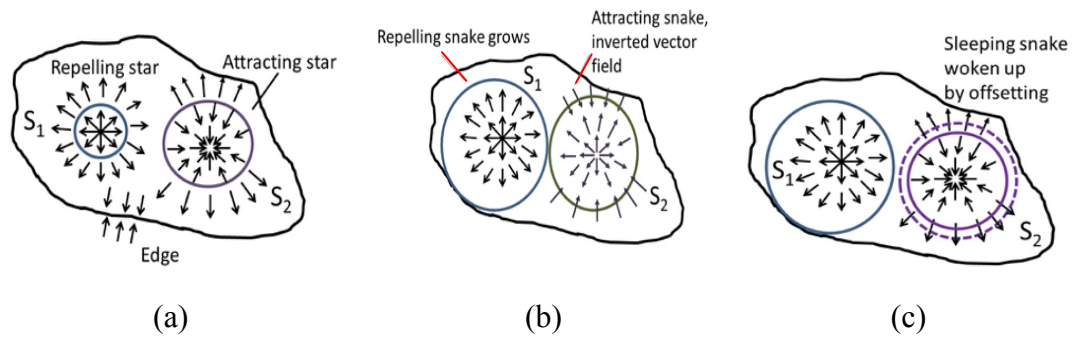 Repelling star
Attracting star
S1
S2
Edge
(a)
Repelling snake grows
Attracting snake,
inverted vector
field
S1
S2
(b)
Sleeping snake
woken up
by offsetting
S1
S2
(c)